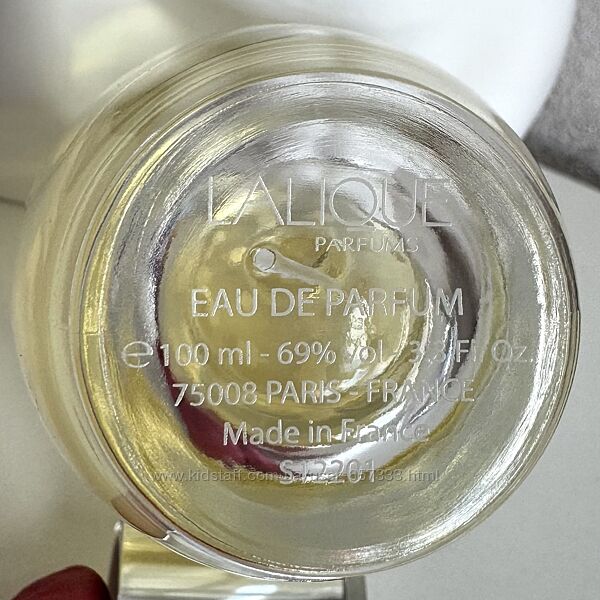 LALIQUE
PARFUMS
EAU DE PARFUM
℮ 100 ml - 69% vol - 3.3 Fl. Oz.
75008 PARIS - FRANCE
Made in France